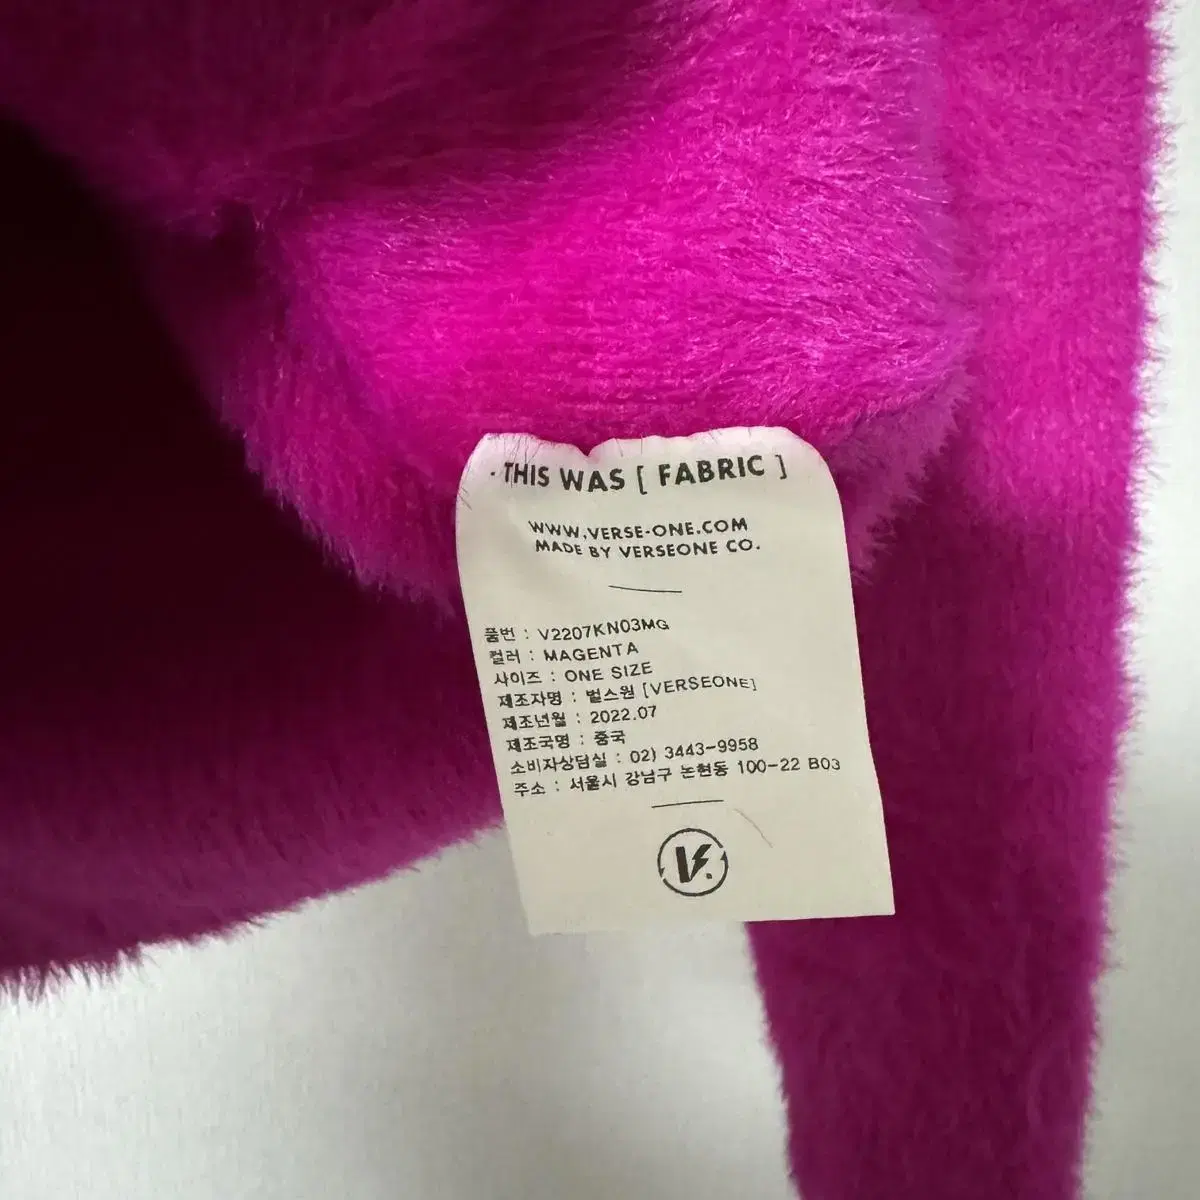 · THIS WAS [ FABRIC ]
WWW.VERSE-ONE.COM
MADE BY VERSEONE CO.
품번 : V2207KN03MG
컬러 : MAGENTA
사이즈 : ONE SIZE
제조자명 : 벌스원 [VERSEONE]
제조년월 : 2022.07
제조국명 : 중국
소비자상담실 : 02) 3443-9958
주소 : 서울시 강남구 논현동 100-22 B03
V.